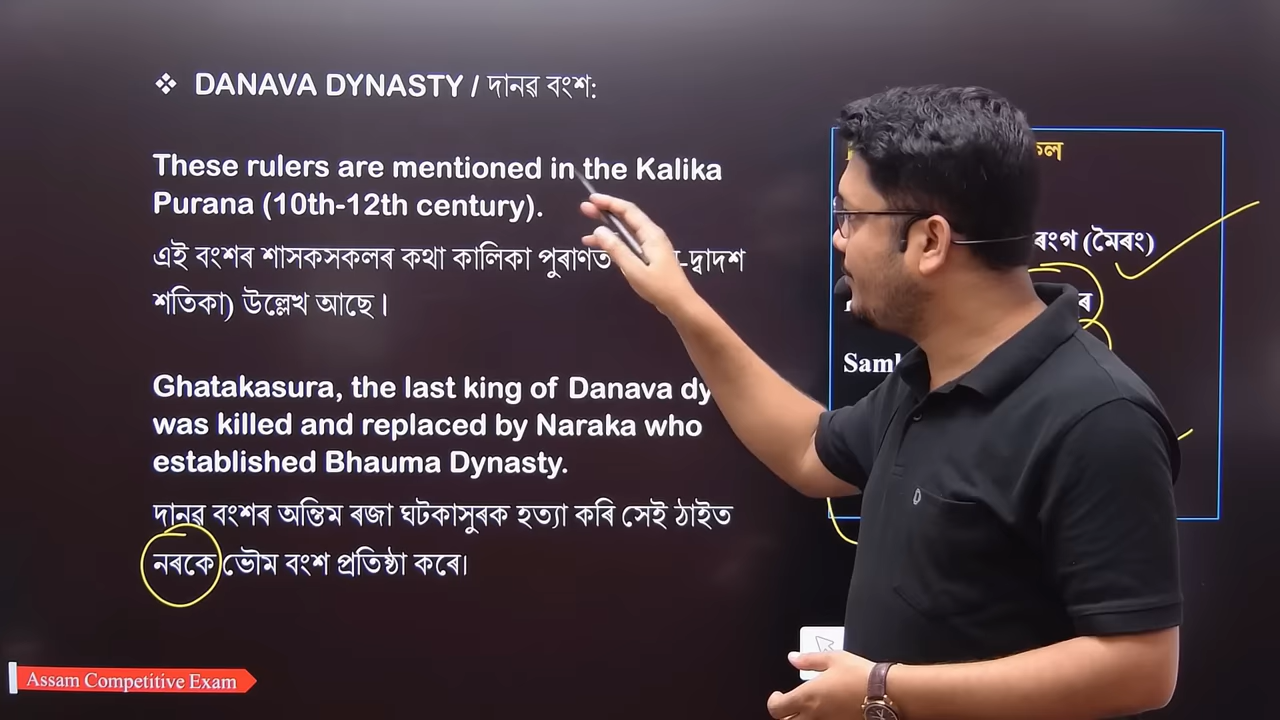 ❖ DANAVA DYNASTY / দানৱ বংশ:
These rulers are mentioned in the Kalika
Purana (10th-12th century).
এই বংশৰ শাসকসকলৰ কথা কালিকা পুৰাণত -দ্বাদশ
শতিকা) উল্লেখ আছে।
Ghatakasura, the last king of Danava dy
was killed and replaced by Naraka who
established Bhauma Dynasty.
দানৱ বংশৰ অন্তিম ৰজা ঘটকাসুৰক হত্যা কৰি সেই ঠাইত
নৰকে ভৌম বংশ প্ৰতিষ্ঠা কৰে।
(মৈৰং)
Assam Competitive Exam